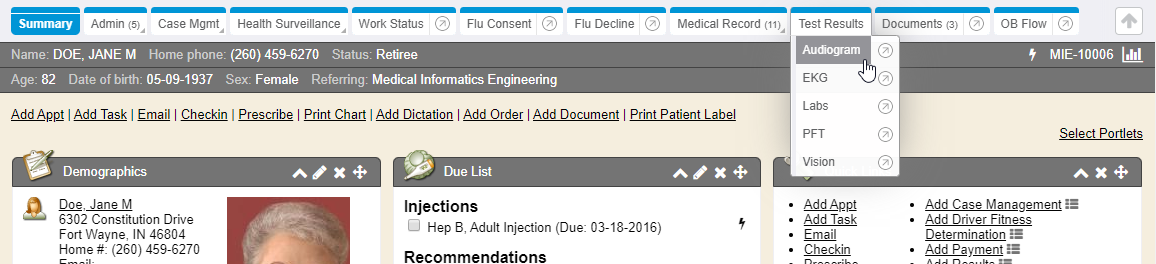 Summary Admin (5) Case Mgmt Health Surveillance Work Status Flu Consent Flu Decline Medical Record (11) Test Results Documents (3) OB Flow
Name: DOE, JANE M Home phone: (260) 459-6270 Status: Retiree MIE-10006
Age: 82 Date of birth: 05-09-1937 Sex: Female Referring: Medical Informatics Engineering
Audiogram
EKG
Labs
PFT
Vision
Add Appt | Add Task | Email | Checkin | Prescribe | Print Chart | Add Dictation | Add Order | Add Document | Print Patient Label
Select Portlets
Demographics
Doe, Jane M
6302 Constitution Drive
Fort Wayne, IN 46804
Home #: (260) 459-6270
Email:
Due List
Injections
Hep B, Adult Injection (Due: 03-18-2016)
Recommendations
Add Appt
Add Task
Email
Checkin
Prescribe
Add Case Management
Add Driver Fitness
Determination
Add Payment
Add Results